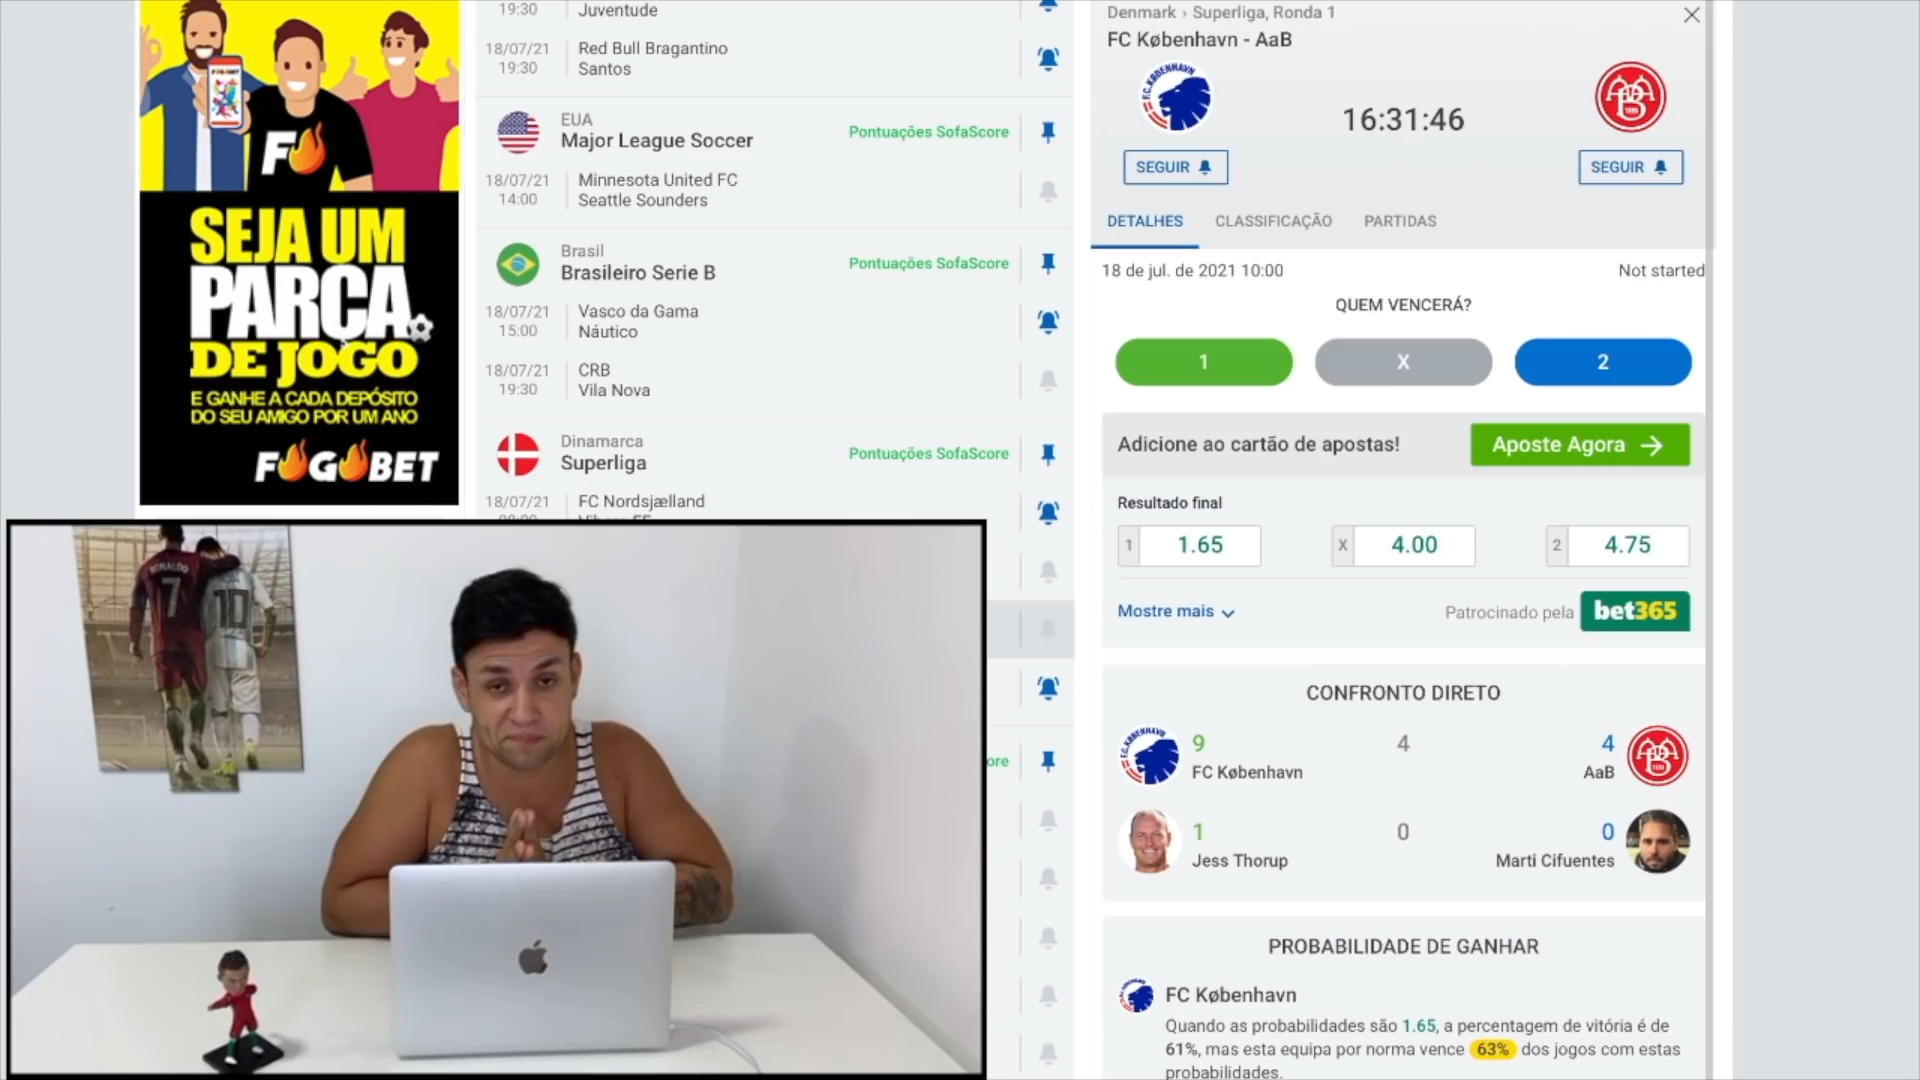 FO
SEJA UM
PARÇA
DE JOGO
E GANHE A CADA DEPÓSITO
DO SEU AMIGO POR UM ANO
FOGOBET
19:30 Juventude
18/07/21 Red Bull Bragantino
19:30 Santos
EUA
Major League Soccer
Pontuações SofaScore
18/07/21 Minnesota United FC
14:00 Seattle Sounders
Brasil
Brasileiro Serie B
Pontuações SofaScore
18/07/21 Vasco da Gama
15:00 Náutico
18/07/21 CRB
19:30 Vila Nova
Dinamarca
Superliga
Pontuações SofaScore
18/07/21 FC Nordsjælland
ore
RONALDO
7
10
Denmark › Superliga, Ronda 1
FC København - AaB
F.C. KØBENHAVN
16:31:46
AaB
1885
SEGUIR
SEGUIR
DETALHES CLASSIFICAÇÃO PARTIDAS
18 de jul. de 2021 10:00 Not started
QUEM VENCERÁ?
1 X 2
Adicione ao cartão de apostas!
Aposte Agora →
Resultado final
1 1.65 X 4.00 2 4.75
Mostre mais
Patrocinado pela bet365
CONFRONTO DIRETO
9 4 4
FC København AaB
1 0 0
Jess Thorup Marti Cifuentes
PROBABILIDADE DE GANHAR
FC København
Quando as probabilidades são 1.65, a percentagem de vitória é de
61%, mas esta equipa por norma vence 63% dos jogos com estas
probabilidades.